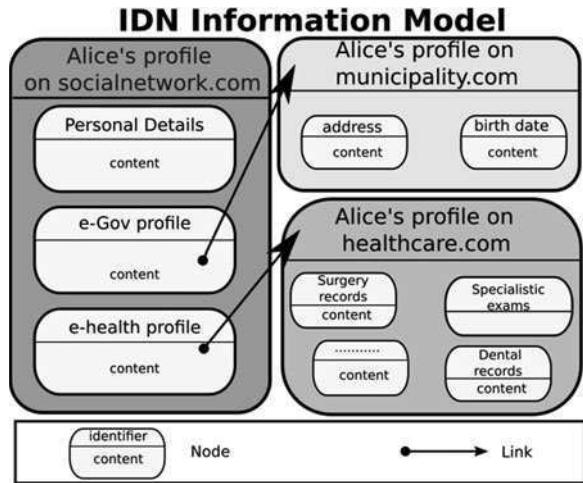 IDN Information Model
Alice's profile
on socialnetwork.com
Personal Details
content
e-Gov profile
content
e-health profile
content
Alice's profile on
municipality.com
address
content
birth date
content
Alice's profile on
healthcare.com
Surgery
records
content
Specialistic
exams
...........
content
Dental
records
content
identifier
content
Node
Link